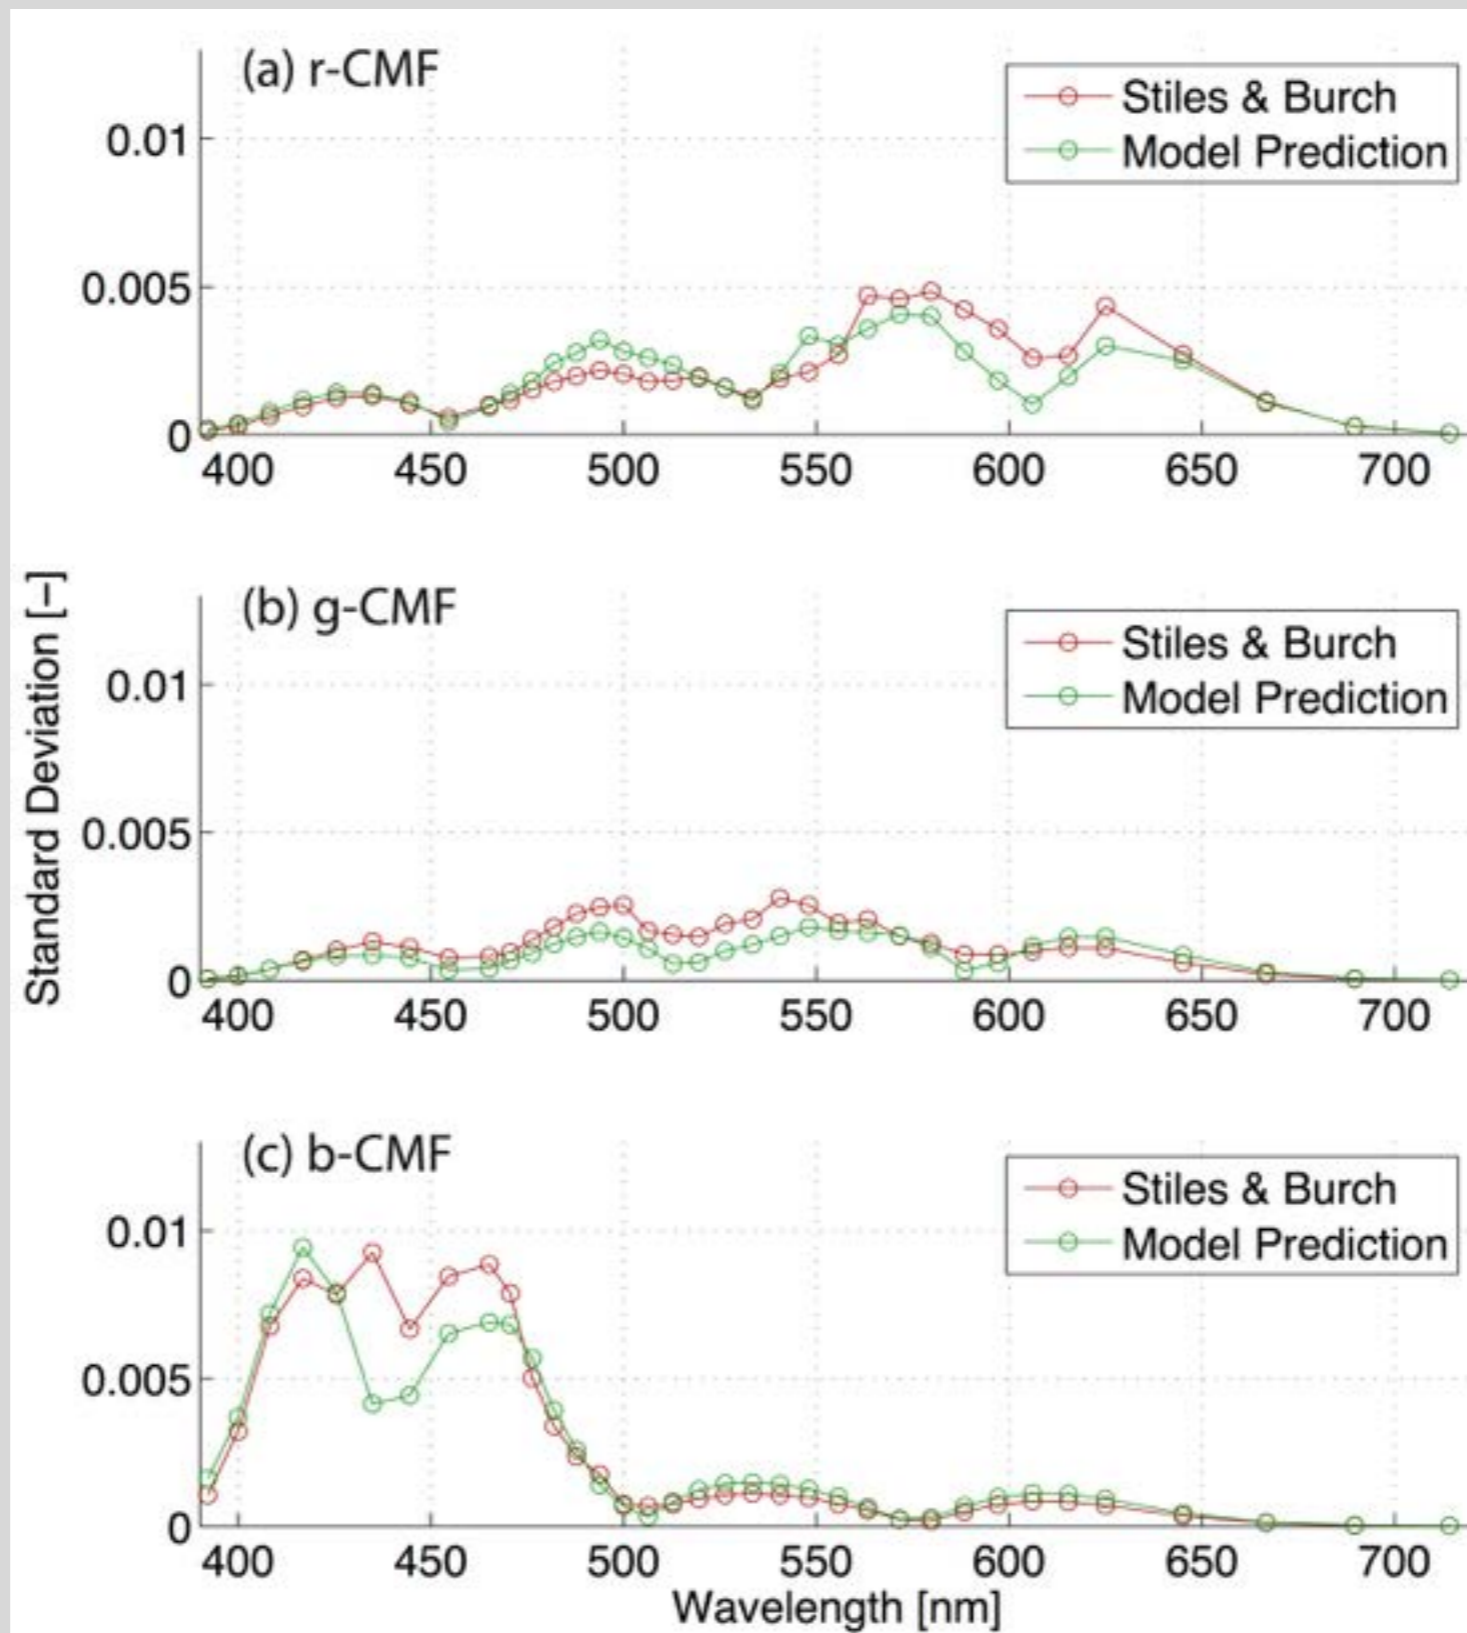 (a) r-CMF
Stiles & Burch
Model Prediction
0.01
0.005
0
400 450 500 550 600 650 700
(b) g-CMF
Stiles & Burch
Model Prediction
0.01
0.005
0
400 450 500 550 600 650 700
Standard Deviation [–]
(c) b-CMF
Stiles & Burch
Model Prediction
0.01
0.005
0
400 450 500 550 600 650 700
Wavelength [nm]